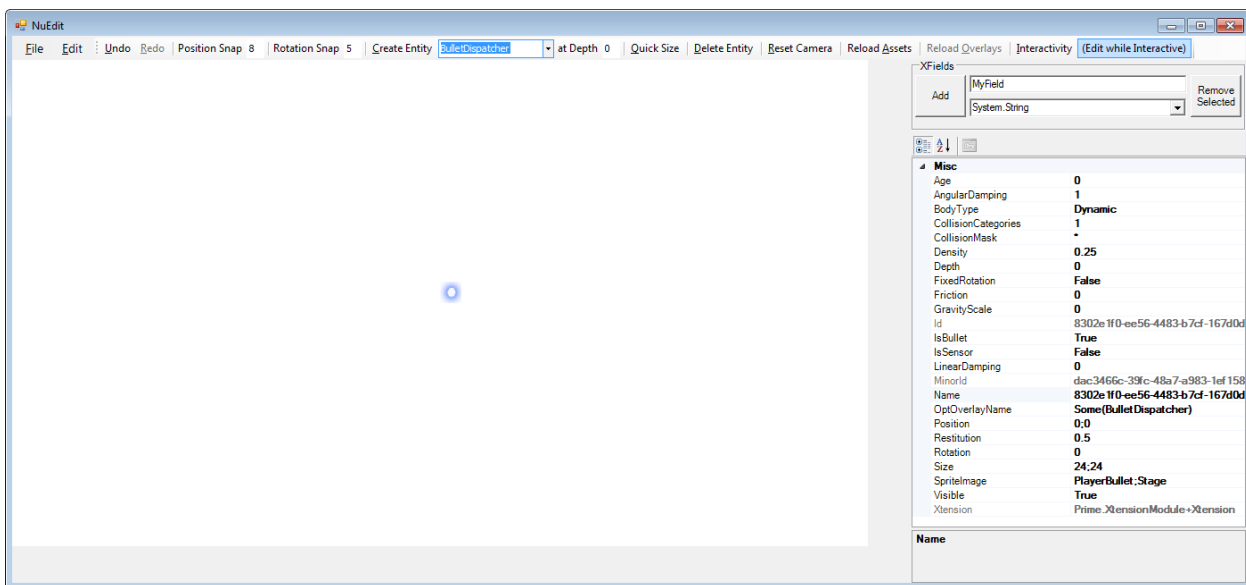 NuEdit
File Edit Undo Redo Position Snap 8 Rotation Snap 5 Create Entity BulletDispatcher at Depth 0 Quick Size Delete Entity Reset Camera Reload Assets Reload Overlays Interactivity (Edit while Interactive)
XFields
Add
MyField
System.String
Remove
Selected
Misc
Age 0
AngularDamping 1
BodyType Dynamic
CollisionCategories 1
CollisionMask *
Density 0.25
Depth 0
FixedRotation False
Friction 0
GravityScale 0
Id 8302e1f0-ee56-4483-b7cf-167d0d
IsBullet True
IsSensor False
LinearDamping 0
MinorId dac3466c-39fc-48a7-a983-1ef158
Name 8302e1f0-ee56-4483-b7cf-167d0d
OptOverlayName Some(BulletDispatcher)
Position 0;0
Restitution 0.5
Rotation 0
Size 24;24
SpriteImage PlayerBullet;Stage
Visible True
Xtension Prime.XtensionModule+Xtension
Name